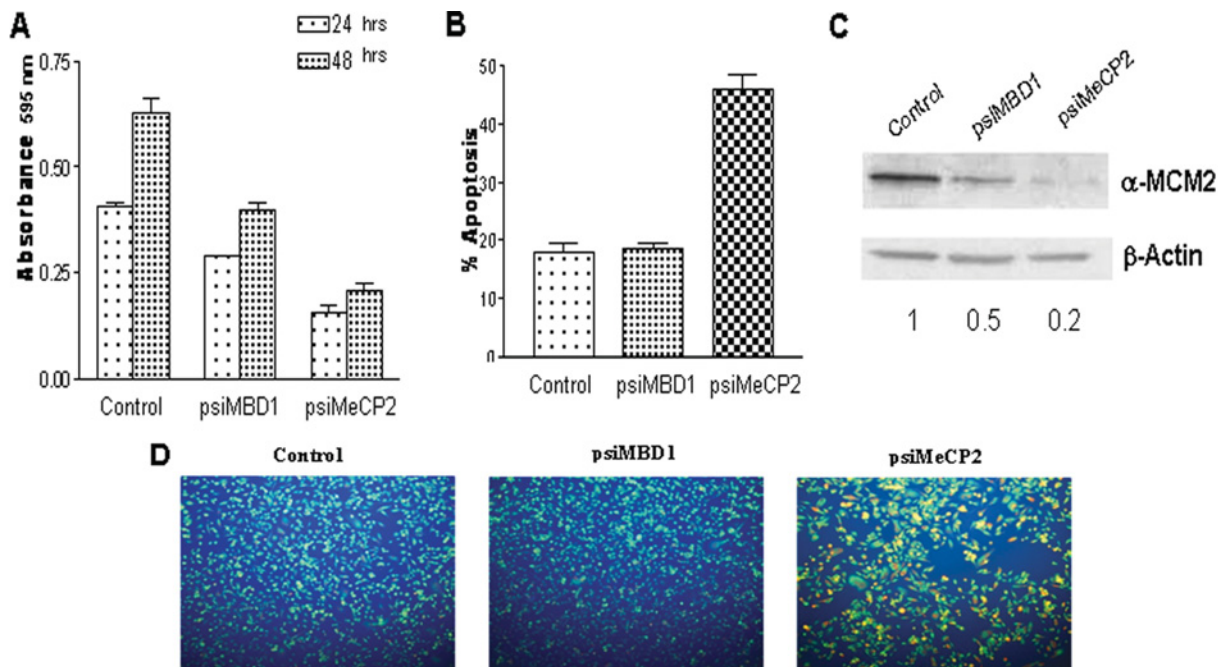 A
24 hrs
48 hrs
Absorbance 595 nm
0.75
0.50
0.25
0.00
Control psiMBD1 psiMeCP2
B
% Apoptosis
50
40
30
20
10
0
Control psiMBD1 psiMeCP2
C
Control psiMBD1 psiMeCP2
α-MCM2
β-Actin
1 0.5 0.2
D
Control psiMBD1 psiMeCP2